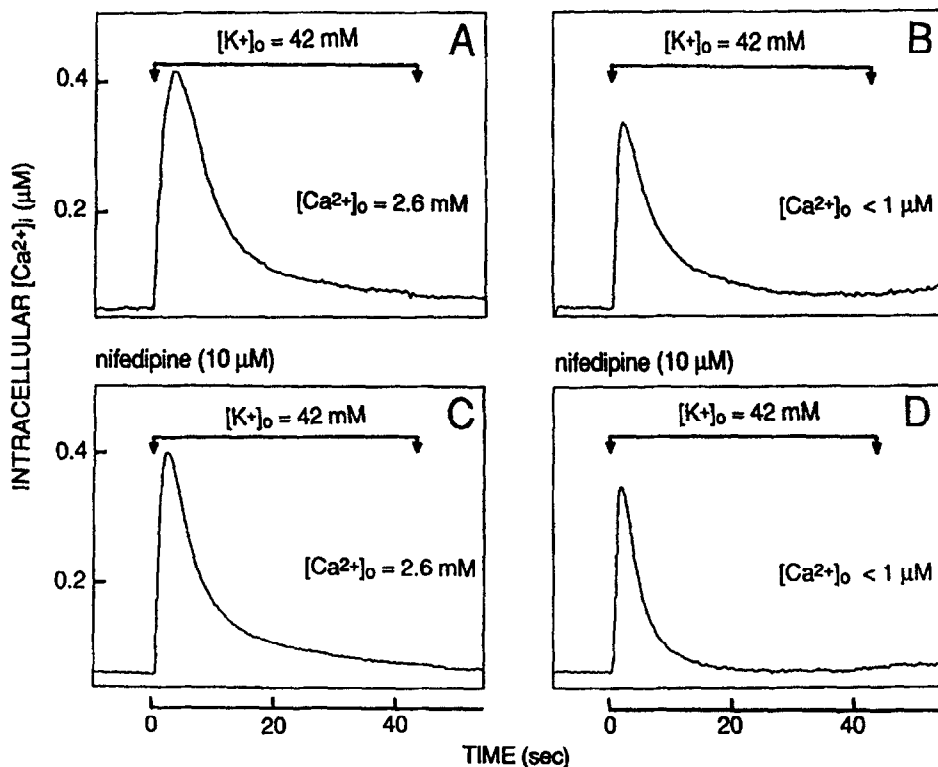 A
[K+]o = 42 mM
0.4
0.2
[Ca2+]o = 2.6 mM
B
[K+]o = 42 mM
[Ca2+]o < 1 µM
INTRACELLULAR [Ca2+]i (µM)
nifedipine (10 µM)
C
[K+]o = 42 mM
0.4
0.2
[Ca2+]o = 2.6 mM
nifedipine (10 µM)
D
[K+]o = 42 mM
[Ca2+]o < 1 µM
0 20 40
0 20 40
TIME (sec)